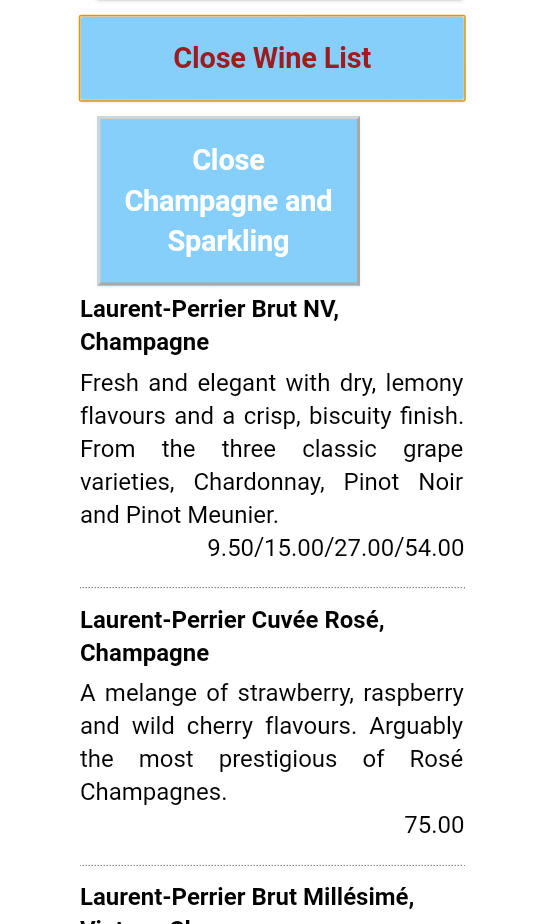 Close Wine List
Close
Champagne and
Sparkling
Laurent-Perrier Brut NV,
Champagne
Fresh and elegant with dry, lemony
flavours and a crisp, biscuity finish.
From the three classic grape
varieties, Chardonnay, Pinot Noir
and Pinot Meunier.
9.50/15.00/27.00/54.00
Laurent-Perrier Cuvée Rosé,
Champagne
A melange of strawberry, raspberry
and wild cherry flavours. Arguably
the most prestigious of Rosé
Champagnes.
75.00
Laurent-Perrier Brut Millésimé,